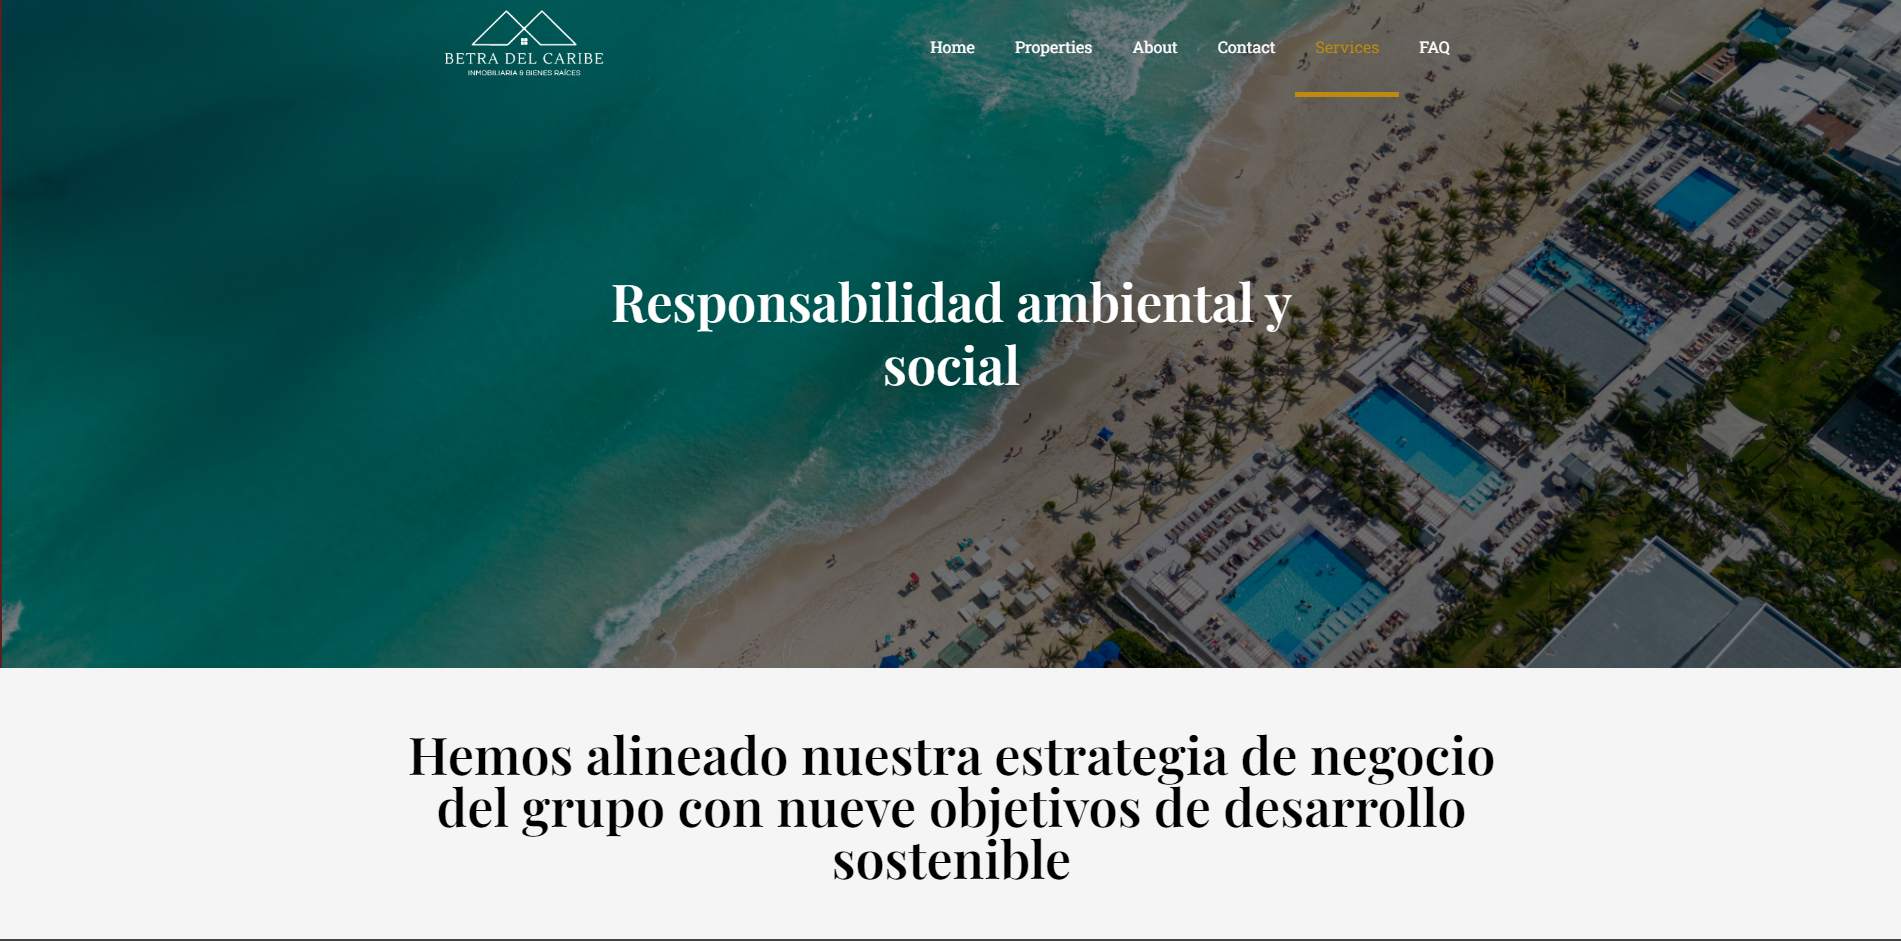 BETRA DEL CARIBE
INMOBILIARIA & BIENES RAÍCES
Home
Properties
About
Contact
Services
FAQ
Responsabilidad ambiental y
social
Hemos alineado nuestra estrategia de negocio
del grupo con nueve objetivos de desarrollo
sostenible